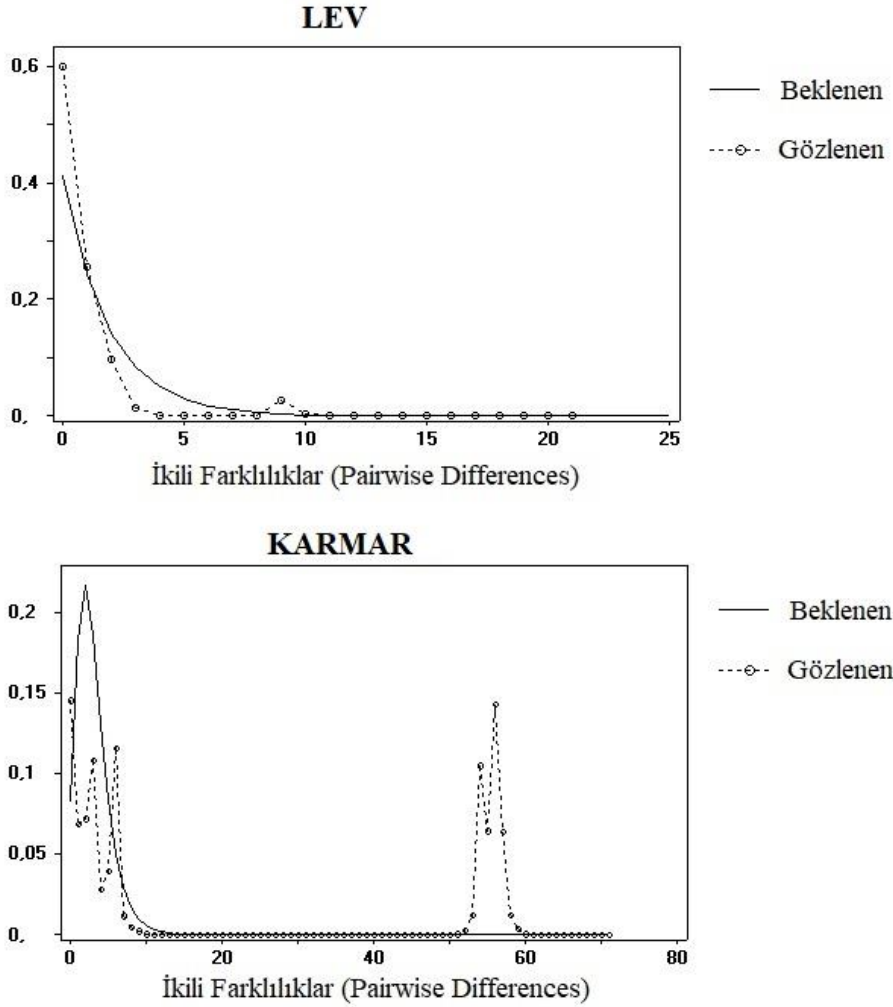 LEV
0,6
0,4
0,2
0,
0 5 10 15 20 25
İkili Farklılıklar (Pairwise Differences)
Beklenen
Gözlenen
KARMAR
0,2
0,15
0,1
0,05
0,
0 20 40 60 80
İkili Farklılıklar (Pairwise Differences)
Beklenen
Gözlenen